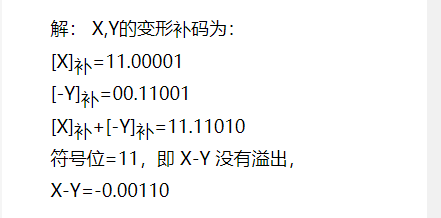 解： X,Y的变形补码为：
[X]补=11.00001
[-Y]补=00.11001
[X]补+[-Y]补=11.11010
符号位=11，即 X-Y 没有溢出，
X-Y=-0.00110